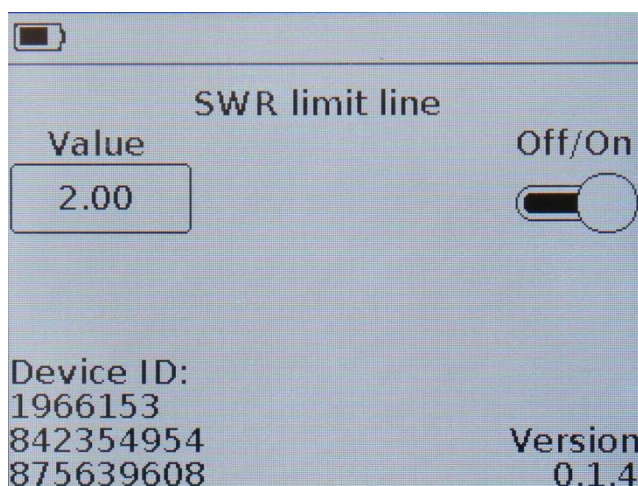 SWR limit line
Value
Off/On
2.00
Device ID:
1966153
842354954
875639608
Version
0.1.4